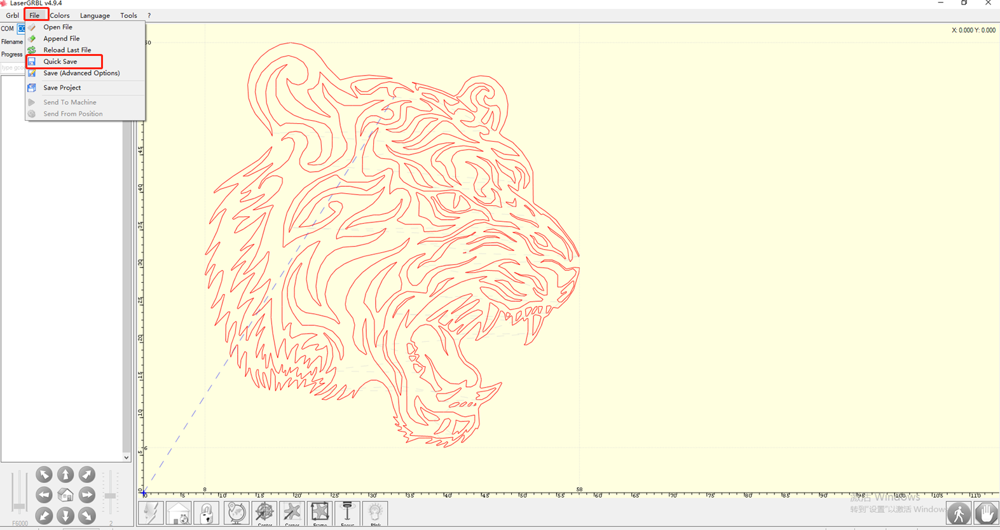 LaserGRBL v4.9.4
Grbl File Colors Language Tools ?
COM
Open File
Filename
Append File
Reload Last File
Progress
Quick Save
type gco
Save (Advanced Options)
Save Project
Send To Machine
Send From Position
X: 0.000 Y: 0.000
45
40
35
30
25
20
15
10
6
5
0
8
58
0 5 10 15 20 25 30 35 40 45 50 55 60 65 70 75 80 85 90 95 100 105 110
激活 Windows
转到"设置"以激活 Windows
Center Corner Frame Focus Blink
F6000
2